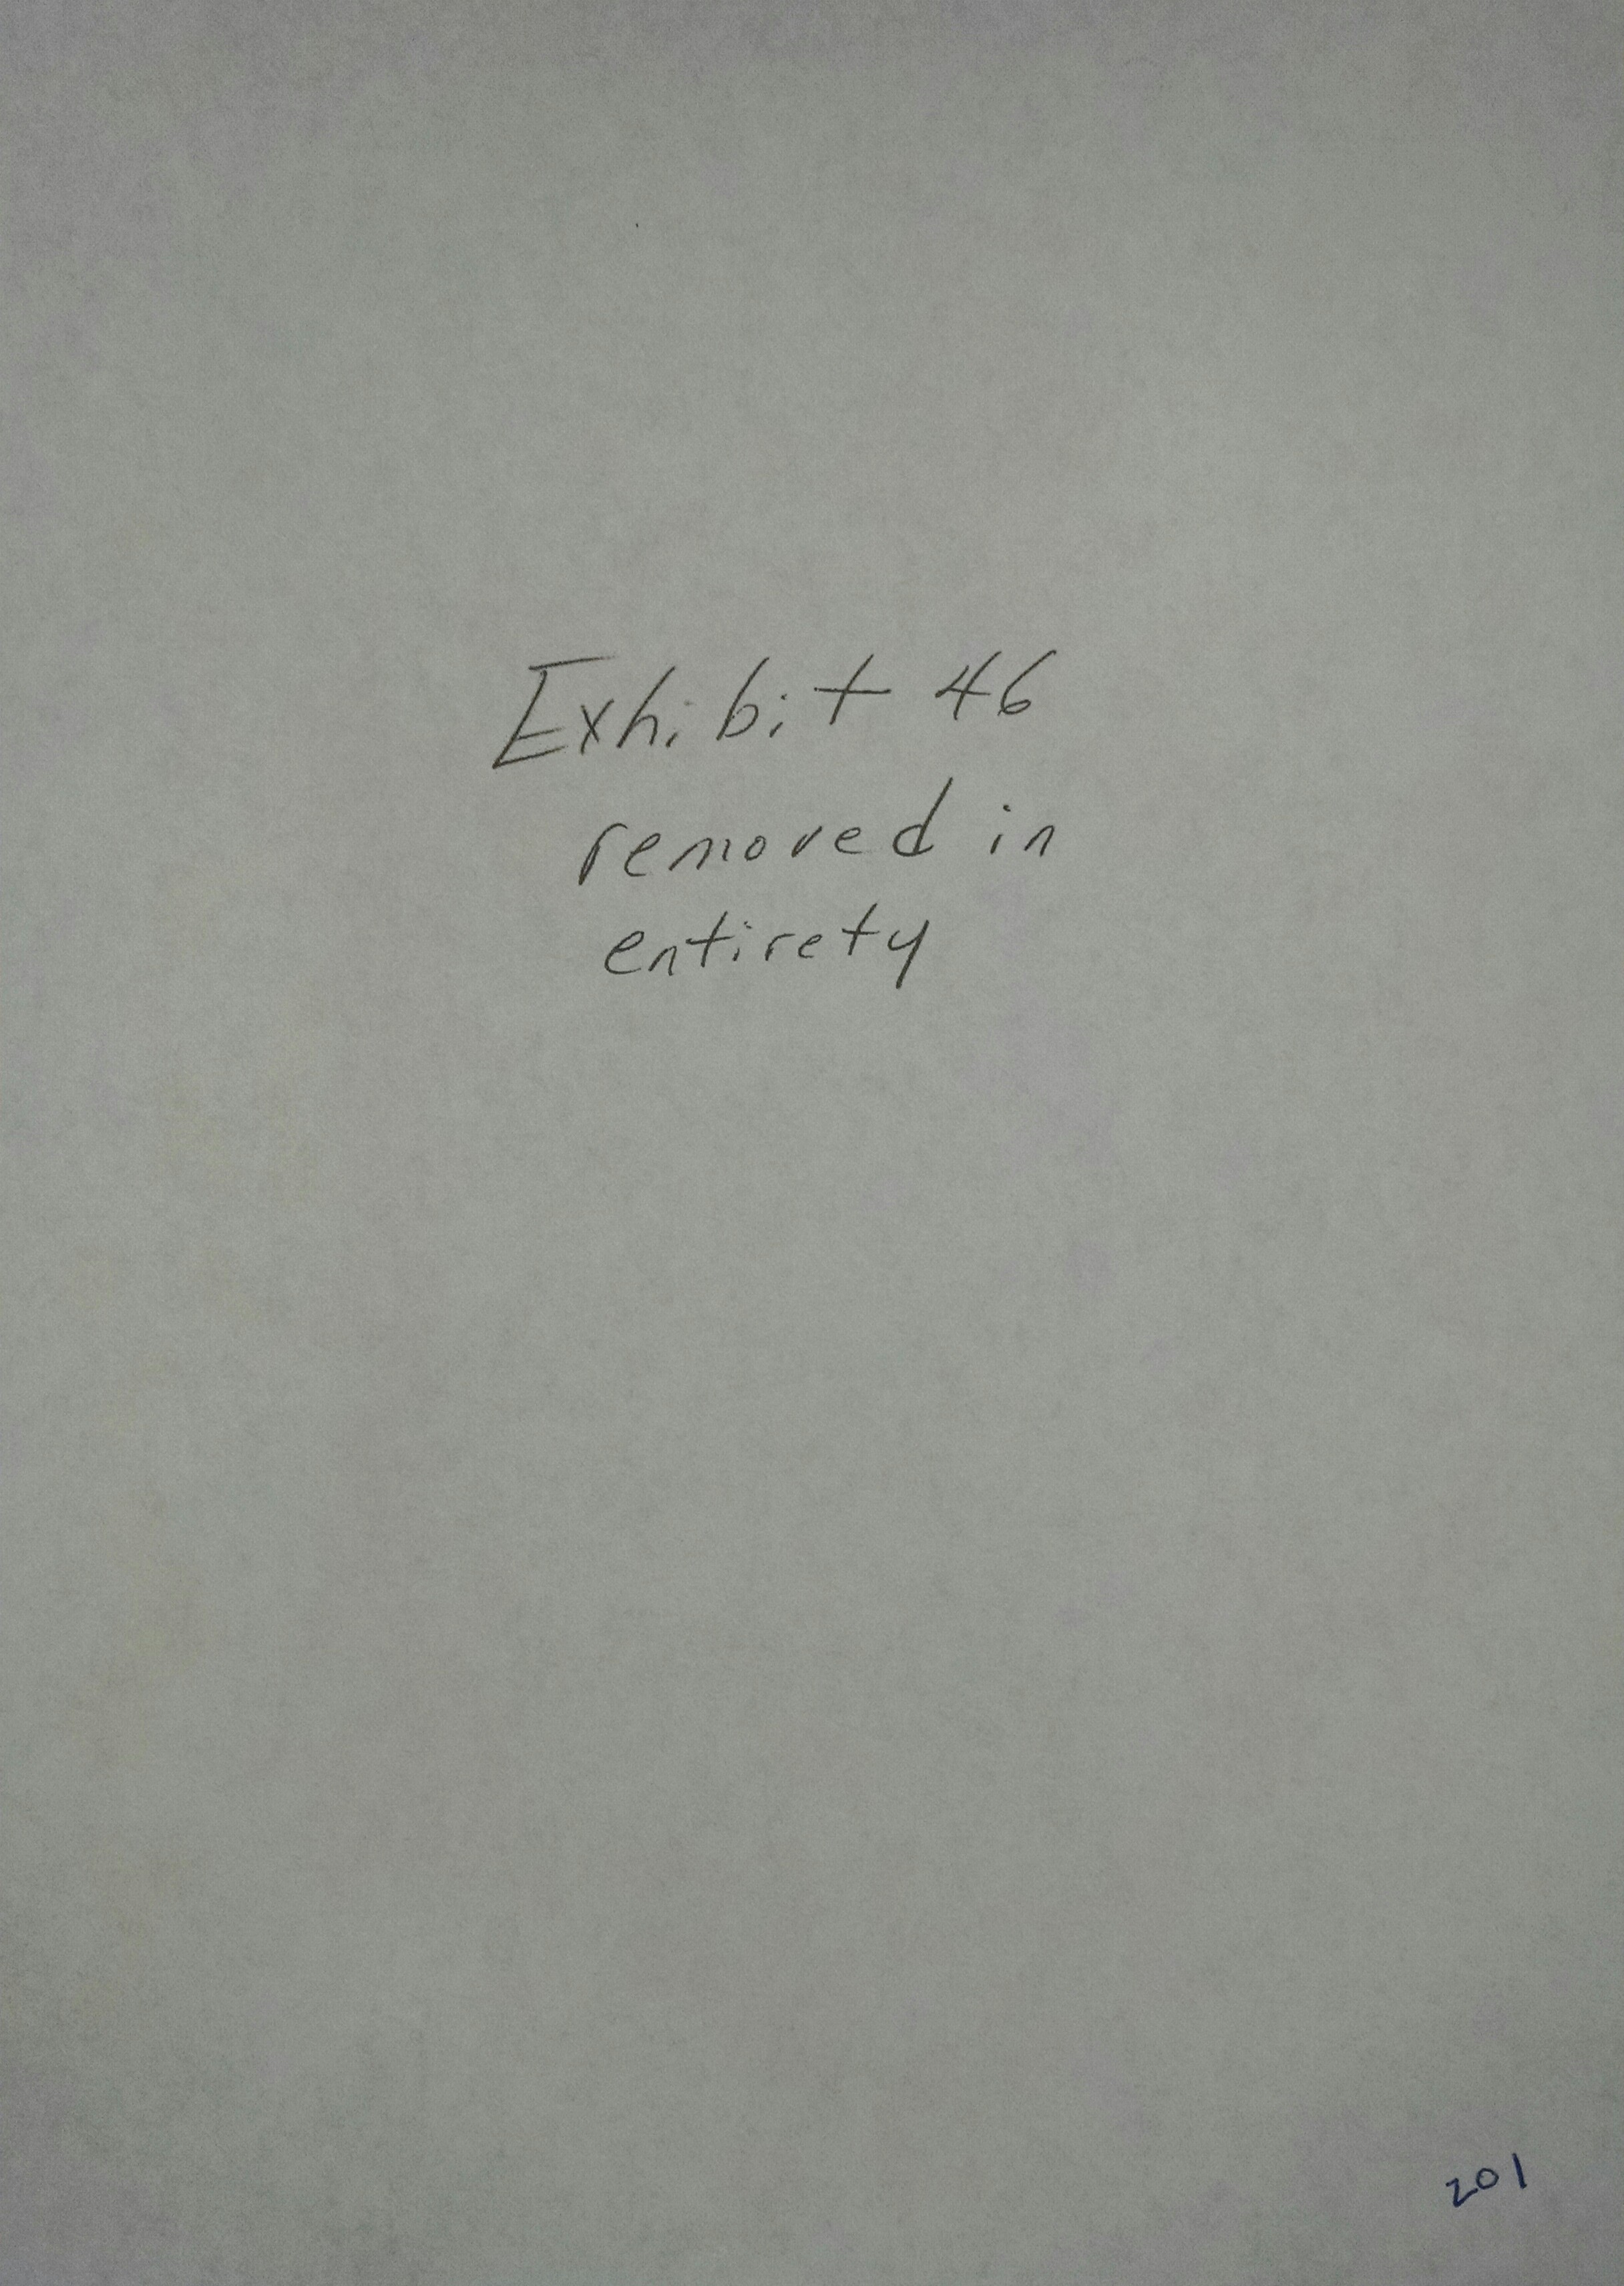 Exhibit 46
removed in
entirety
201